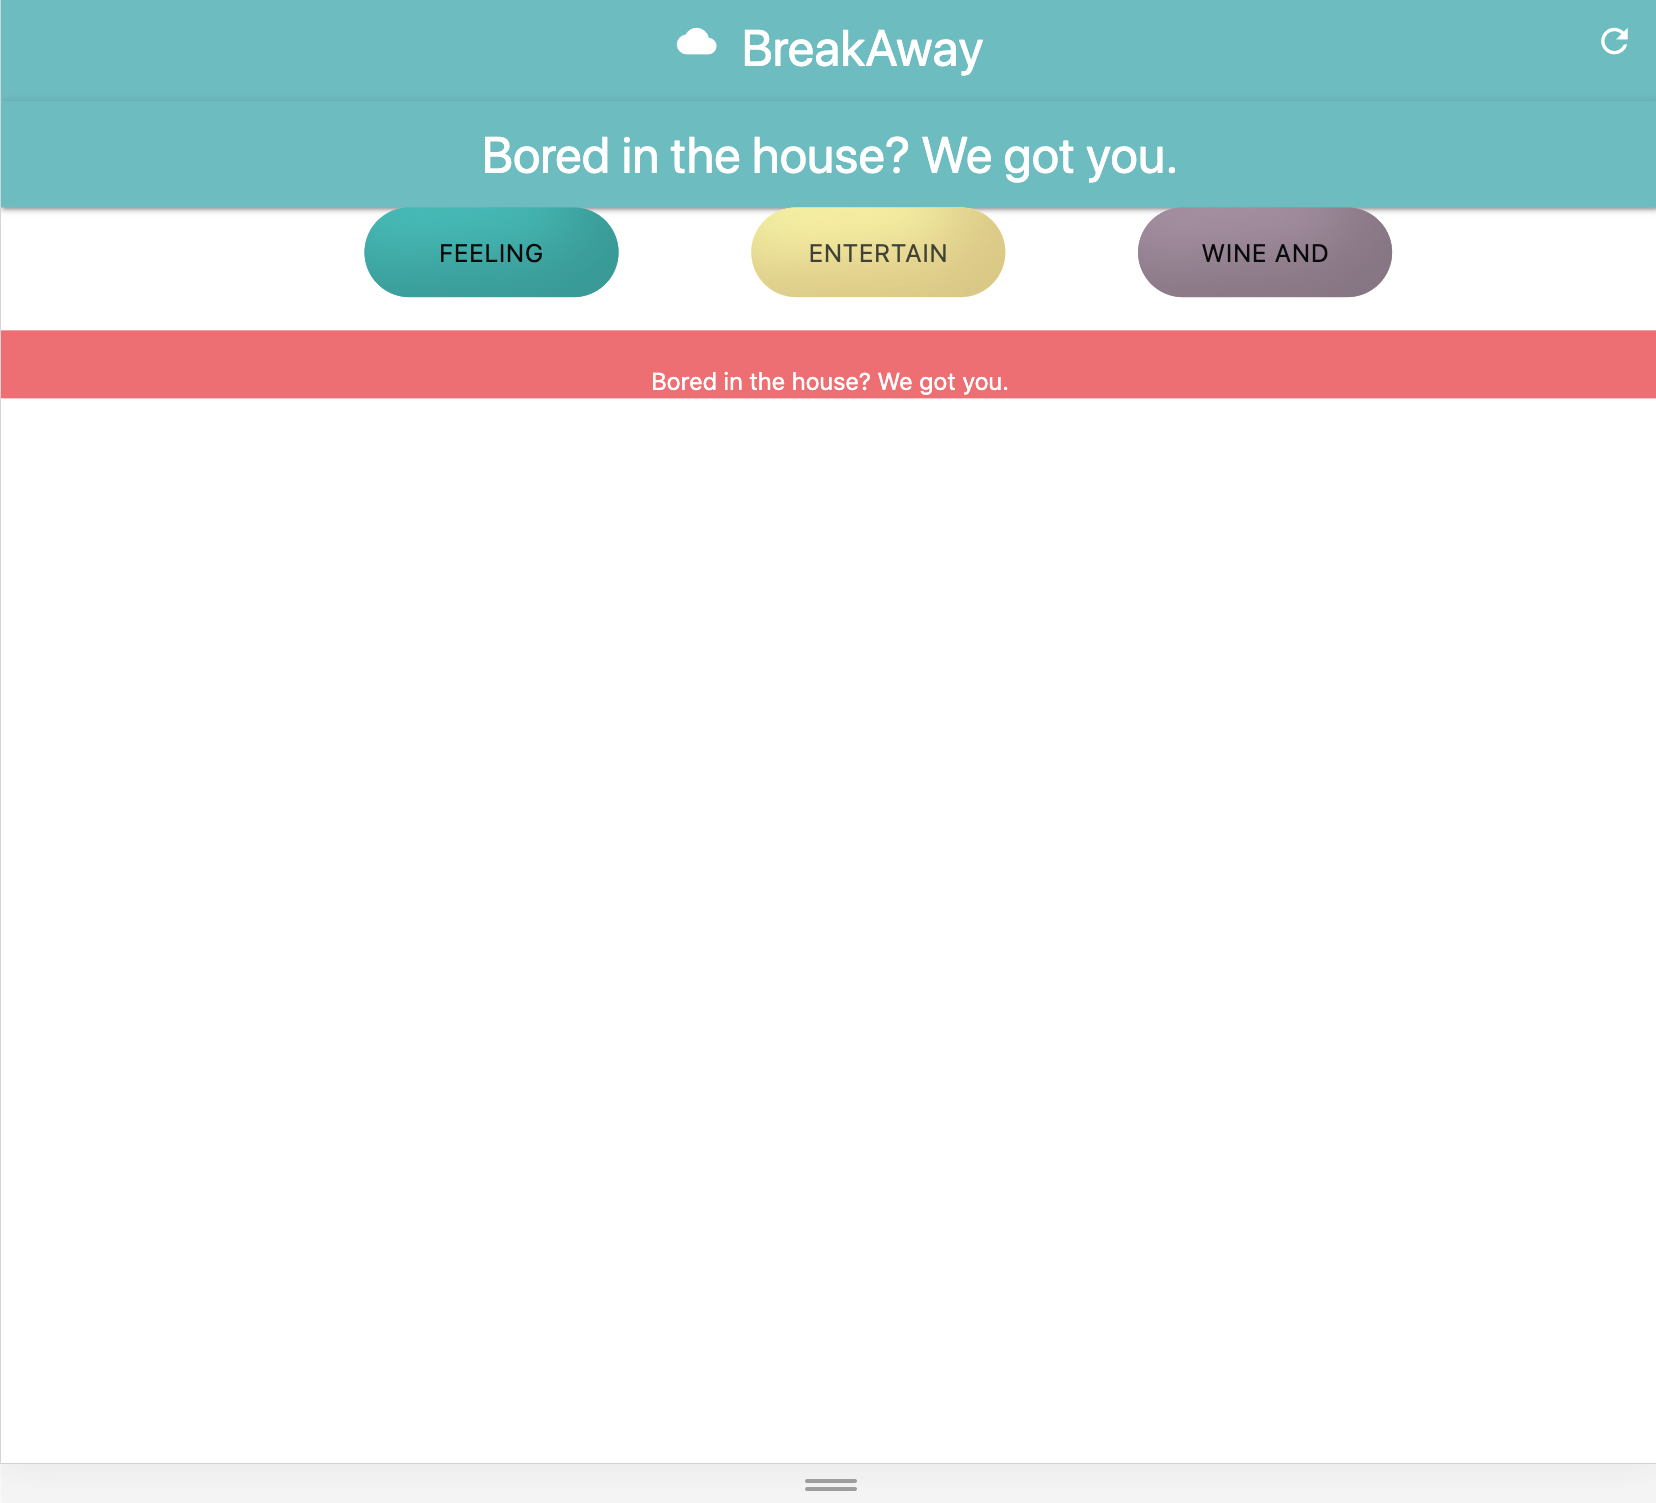 BreakAway
Bored in the house? We got you.
FEELING
ENTERTAIN
WINE AND
Bored in the house? We got you.